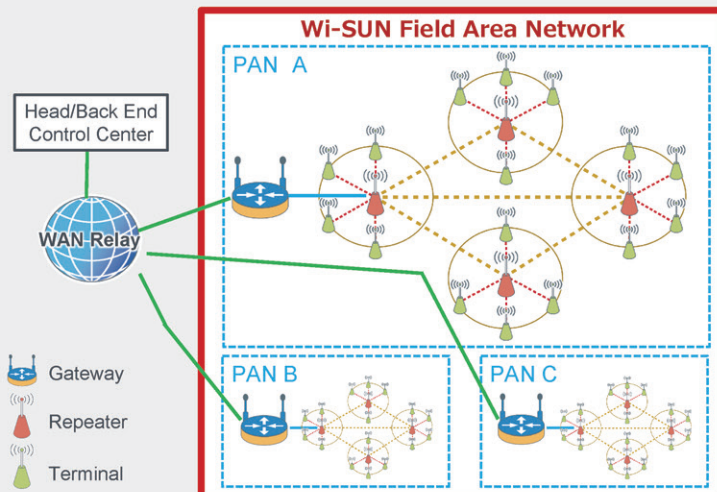 Wi-SUN Field Area Network
PAN A
Head/Back End
Control Center
WAN Relay
PAN B
PAN C
Gateway
Repeater
Terminal